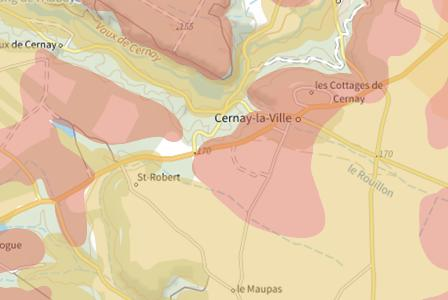 155
aux de Cernay
Vaux de Cernay
les Cottages de
Cernay
Cernay-la-Ville
170
170
St-Robert
le Rouillon
ogue
le Maupas